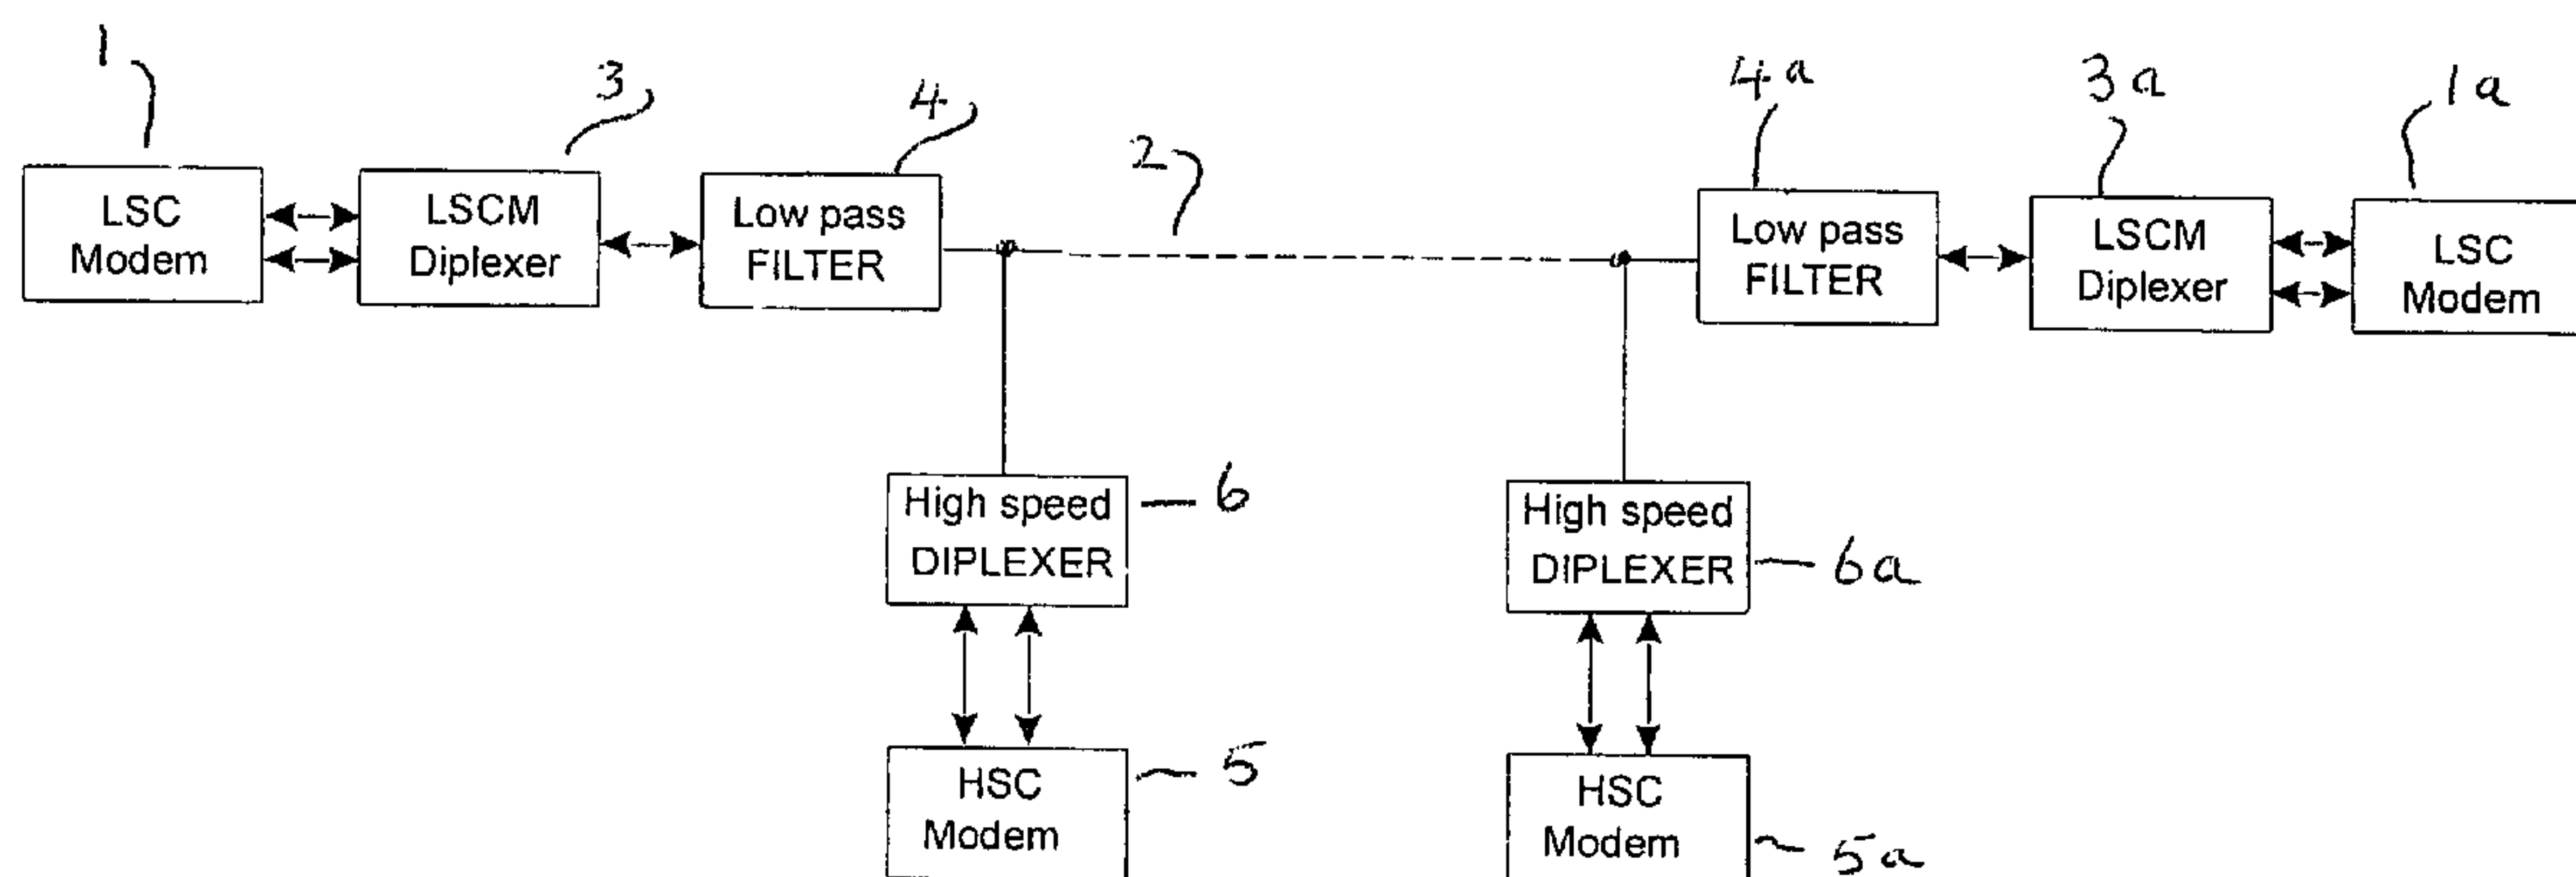 1
3
4
2
4a
3a
1a
LSC
Modem
LSCM
Diplexer
Low pass
FILTER
Low pass
FILTER
LSCM
Diplexer
LSC
Modem
High speed
DIPLEXER
6
High speed
DIPLEXER
6a
HSC
Modem
5
HSC
Modem
5a